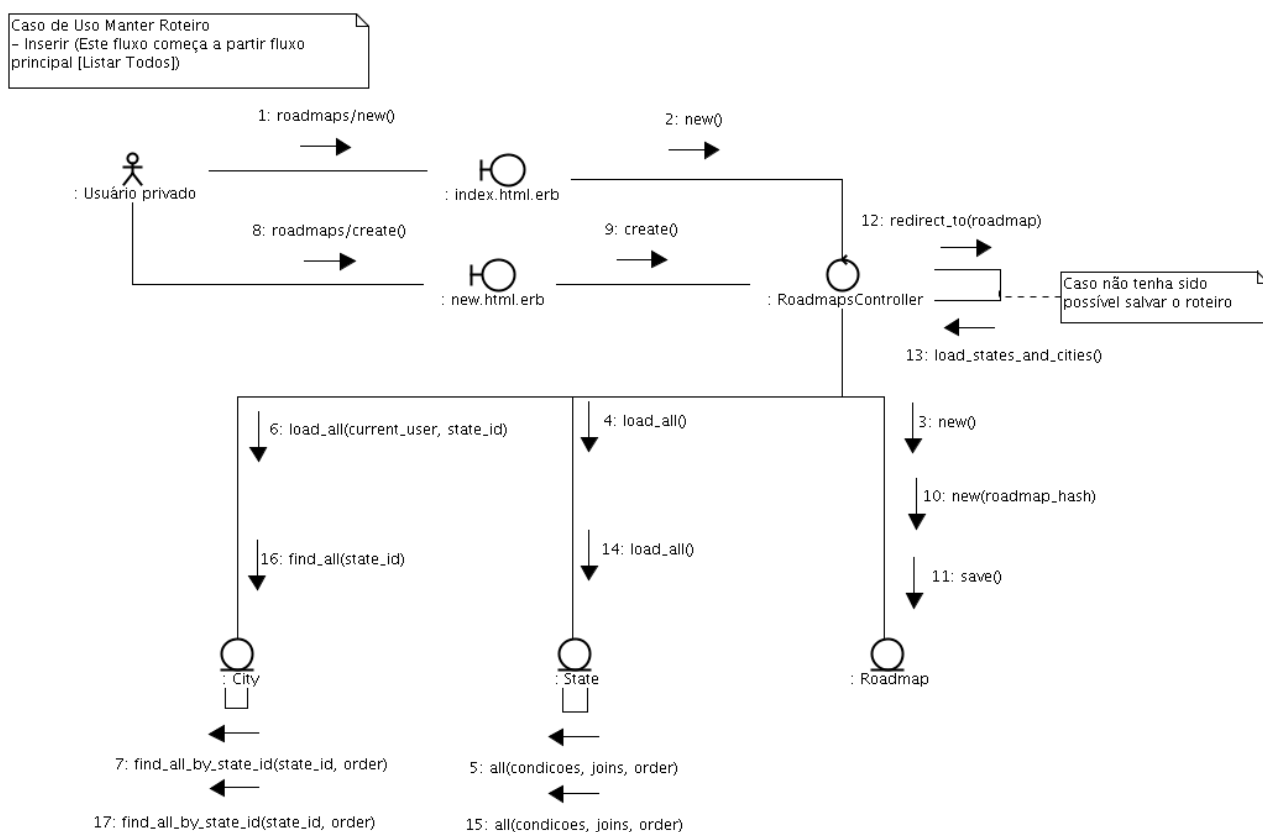 Caso de Uso Manter Roteiro
– Inserir (Este fluxo começa a partir fluxo
principal [Listar Todos])
1: roadmaps/new()
2: new()
: Usuário privado
: index.html.erb
8: roadmaps/create()
9: create()
12: redirect_to(roadmap)
: new.html.erb
: RoadmapsController
Caso não tenha sido
possível salvar o roteiro
13: load_states_and_cities()
6: load_all(current_user, state_id)
4: load_all()
3: new()
10: new(roadmap_hash)
16: find_all(state_id)
14: load_all()
11: save()
: City
: State
: Roadmap
7: find_all_by_state_id(state_id, order)
5: all(condicoes, joins, order)
17: find_all_by_state_id(state_id, order)
15: all(condicoes, joins, order)